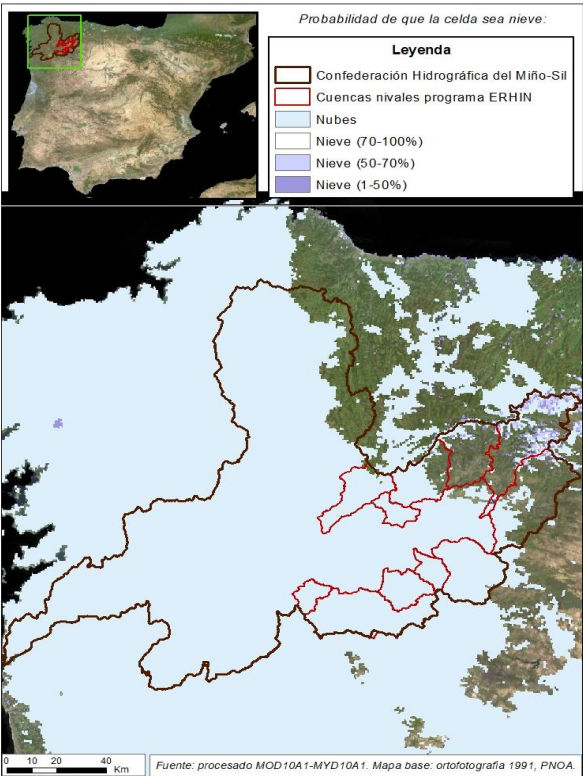 Probabilidad de que la celda sea nieve:
Leyenda
Confederación Hidrográfica del Miño-Sil
Cuencas nivales programa ERHIN
Nubes
Nieve (70-100%)
Nieve (50-70%)
Nieve (1-50%)
0 10 20 40
Km
Fuente: procesado MOD10A1-MYD10A1. Mapa base: ortofotografía 1991, PNOA.